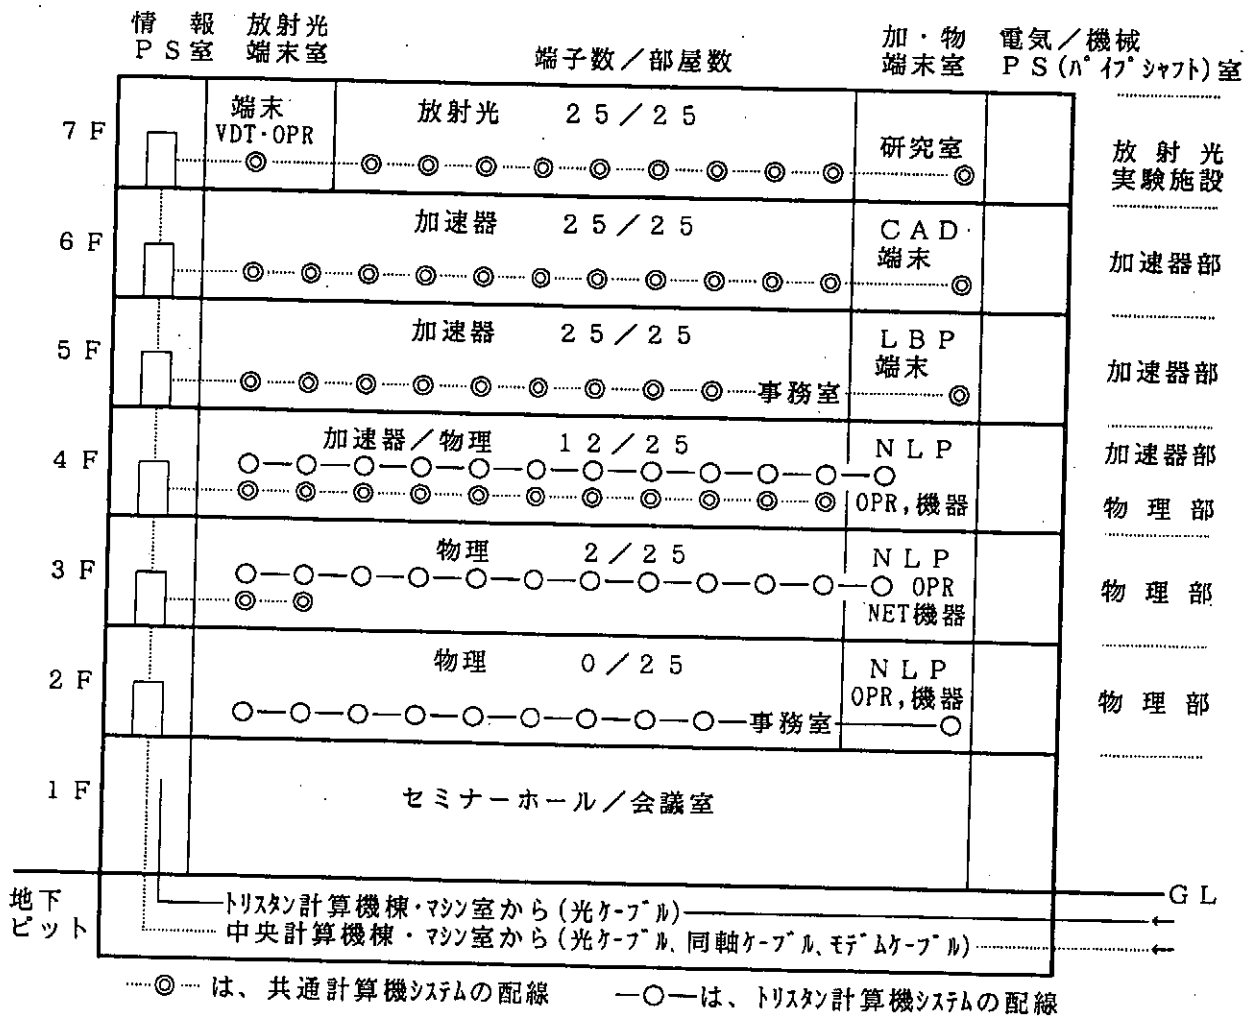 情　報　放射光
ＰＳ室　端末室　端子数／部屋数　加・物　電気／機械
端末室　ＰＳ(ﾊﾟｲﾌﾟｼｬﾌﾄ)室
7 F　端末　放射光　２５／２５
VDT･OPR　研究室　放 射 光
実験施設
6 F　加速器　２５／２５　ＣＡＤ
端末　加速器部
5 F　加速器　２５／２５　ＬＢＰ
端末　加速器部
事務室
4 F　加速器／物理　１２／２５　ＮＬＰ　加速器部
OPR,機器　物 理 部
3 F　物理　２／２５　ＮＬＰ
OPR　物 理 部
NET機器
2 F　物理　０／２５　ＮＬＰ
OPR,機器　物 理 部
事務室
1 F　セミナーホール／会議室
地下　ＧＬ
ピット　ﾄﾘｽﾀﾝ計算機棟･ﾏｼﾝ室から(光ｹｰﾌﾞﾙ)←
中央計算機棟・ﾏｼﾝ室から(光ｹｰﾌﾞﾙ、同軸ｹｰﾌﾞﾙ、ﾓﾃﾞﾑｹｰﾌﾞﾙ)←
…◎… は、共通計算機ｼｽﾃﾑの配線　―○―は、ﾄﾘｽﾀﾝ計算機ｼｽﾃﾑの配線